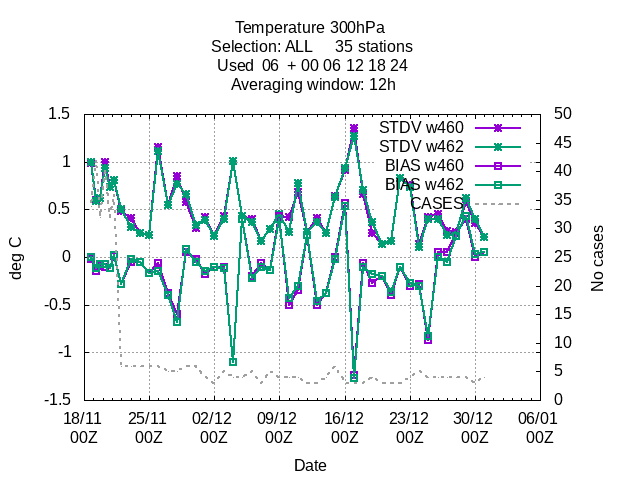 Temperature 300hPa
Selection: ALL     35 stations
Used  06  + 00 06 12 18 24
Averaging window: 12h
1.5
1
0.5
0
-0.5
-1
-1.5
deg C
50
45
40
35
30
25
20
15
10
5
0
No cases
STDV w460
STDV w462
BIAS w460
BIAS w462
CASES
18/11 25/11 02/12 09/12 16/12 23/12 30/12 06/01
00Z 00Z 00Z 00Z 00Z 00Z 00Z 00Z
Date